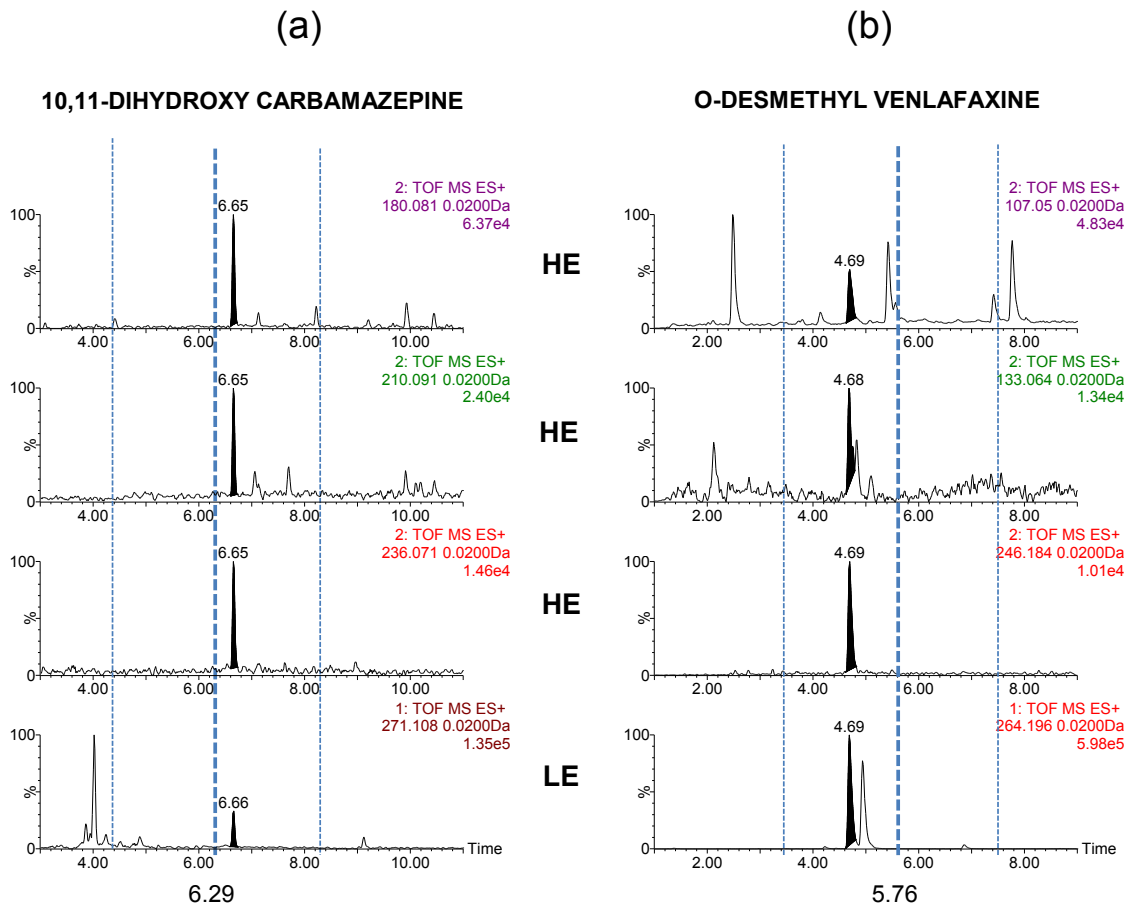 (a)
(b)
10,11-DIHYDROXY CARBAMAZEPINE
O-DESMETHYL VENLAFAXINE
2: TOF MS ES+
180.081 0.0200Da
6.37e4
100
%
0
6.65
4.00 6.00 8.00 10.00
HE
2: TOF MS ES+
107.05 0.0200Da
4.83e4
100
%
0
4.69
2.00 4.00 6.00 8.00
2: TOF MS ES+
210.091 0.0200Da
2.40e4
100
%
0
6.65
4.00 6.00 8.00 10.00
HE
2: TOF MS ES+
133.064 0.0200Da
1.34e4
100
%
0
4.68
2.00 4.00 6.00 8.00
2: TOF MS ES+
236.071 0.0200Da
1.46e4
100
%
0
6.65
4.00 6.00 8.00 10.00
HE
2: TOF MS ES+
246.184 0.0200Da
1.01e4
100
%
0
4.69
2.00 4.00 6.00 8.00
1: TOF MS ES+
271.108 0.0200Da
1.35e5
100
%
0
6.66
Time
4.00 6.00 8.00 10.00
LE
1: TOF MS ES+
264.196 0.0200Da
5.98e5
100
%
0
4.69
Time
2.00 4.00 6.00 8.00
6.29
5.76